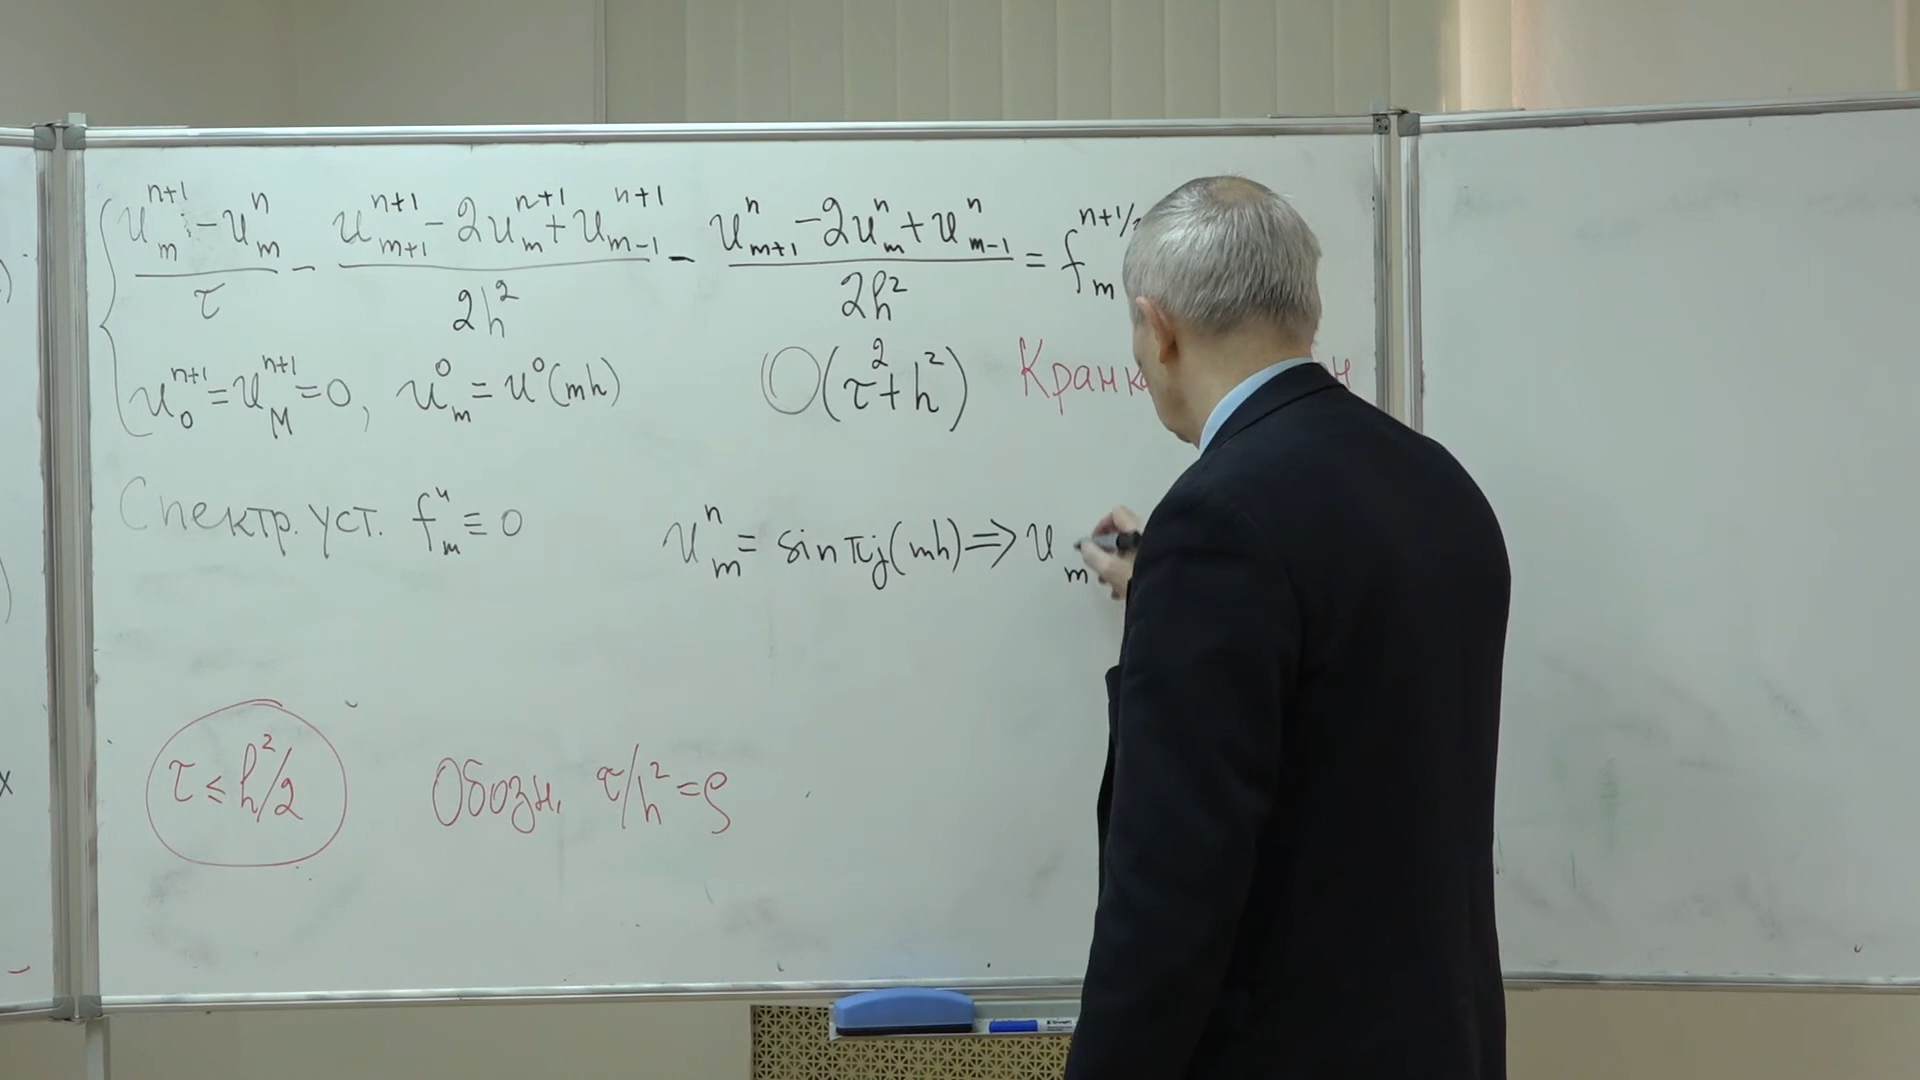 (u_m^{n+1} - u_m^n)/τ - (u_{m+1}^{n+1} - 2u_m^{n+1} + u_{m-1}^{n+1})/(2h^2) - (u_{m+1}^n - 2u_m^n + u_{m-1}^n)/(2h^2) = f_m^{n+1/2}
u_0^{n+1} = u_M^{n+1} = 0, u_m^0 = u^0(mh) O(τ^2 + h^2)
Спектр. уст. f_m^n ≡ 0 u_m^n = sin πj(mh) ⇒ u_m
τ ≤ h^2/2 Обозн. τ/h^2 = ρ